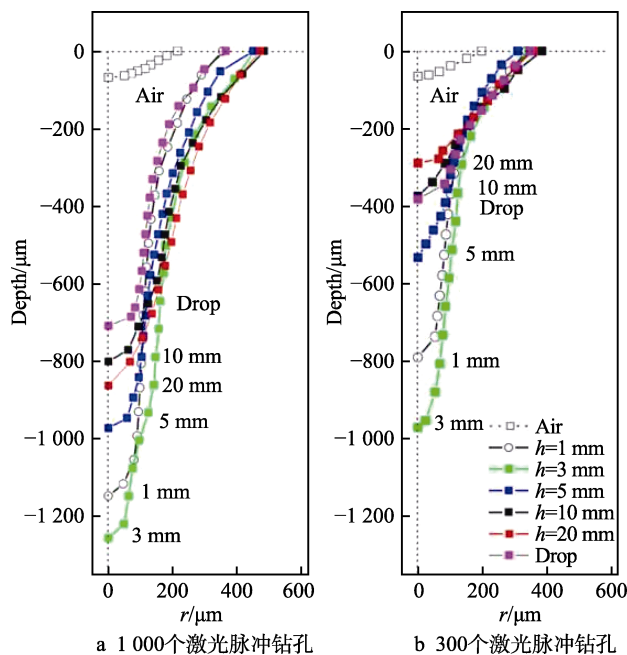 0
−200
−400
−600
−800
−1 000
−1 200
Depth/μm
Air
Drop
10 mm
20 mm
5 mm
1 mm
3 mm
0 200 400 600
r/μm
a 1 000个激光脉冲钻孔
0
−200
−400
−600
−800
−1 000
−1 200
Depth/μm
Air
20 mm
10 mm
Drop
5 mm
1 mm
3 mm
Air
h=1 mm
h=3 mm
h=5 mm
h=10 mm
h=20 mm
Drop
0 200 400 600
r/μm
b 300个激光脉冲钻孔